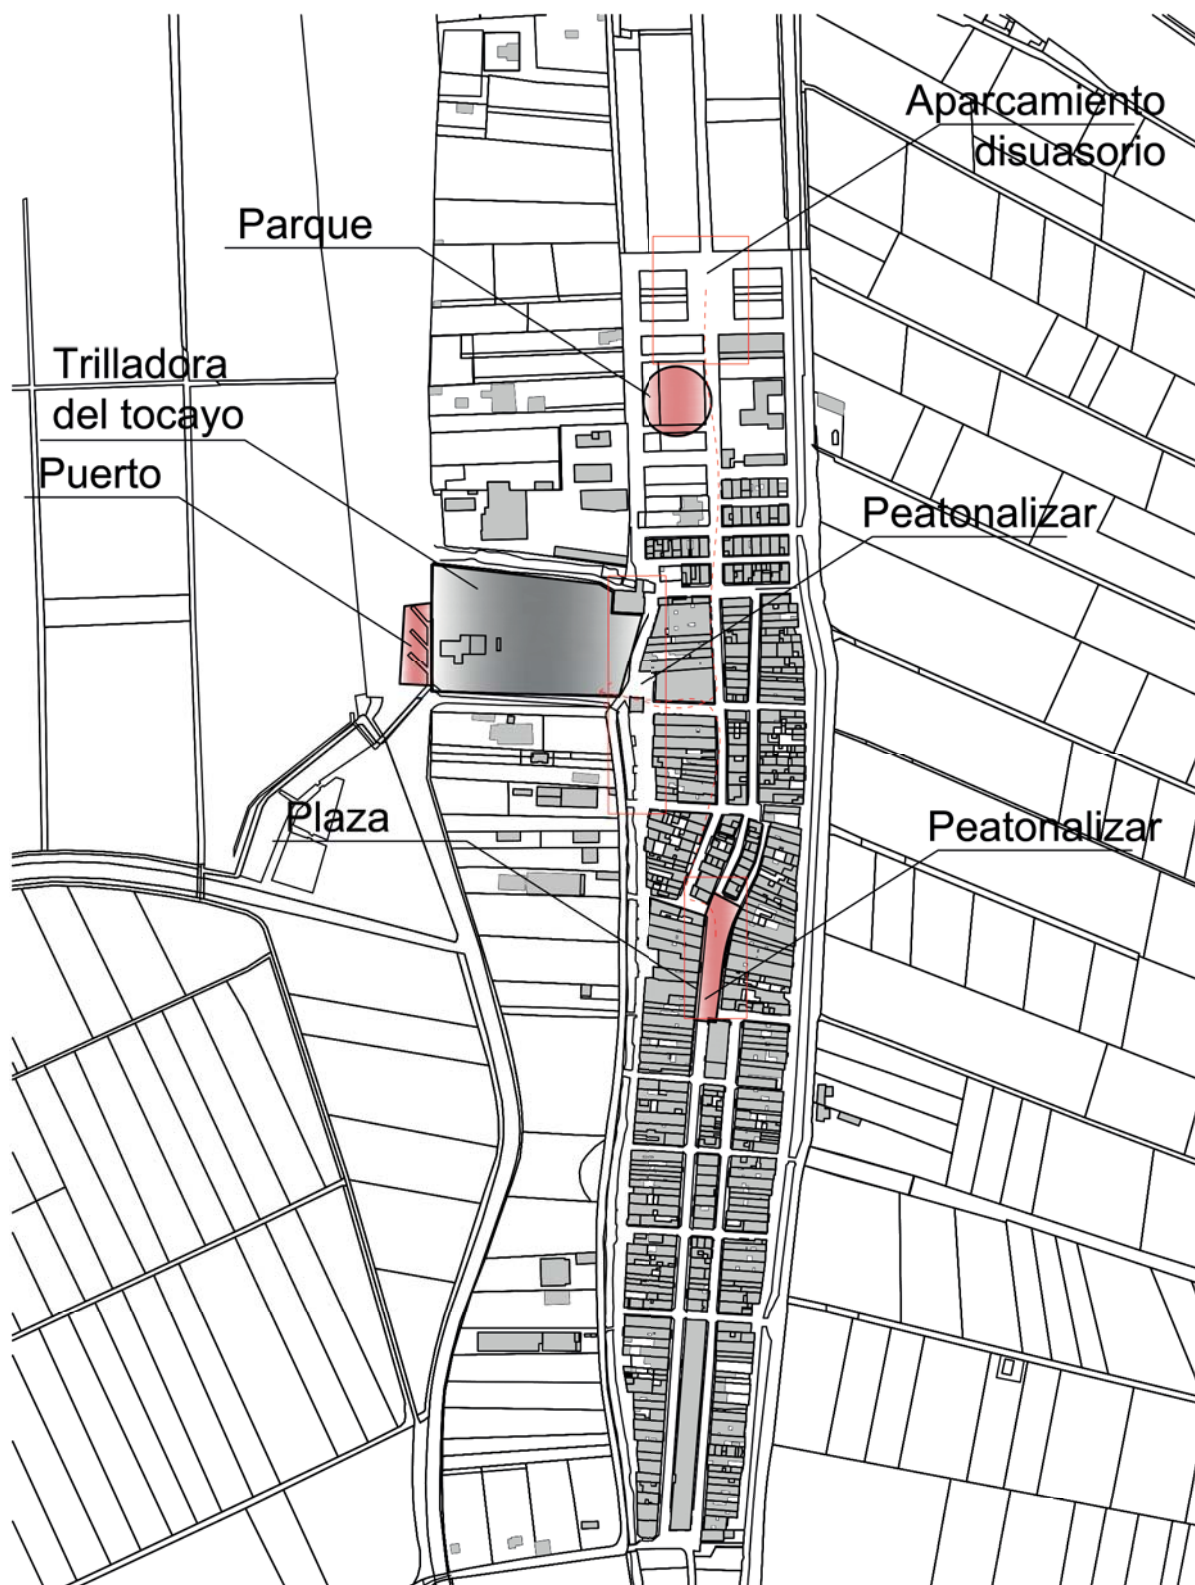 Aparcamiento
disuasorio
Parque
Trilladora
del tocayo
Puerto
Peatonalizar
Plaza
Peatonalizar